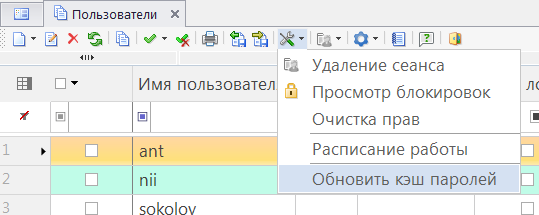 Пользователи
Удаление сеанса
Имя пользовател
Просмотр блокировок
Очистка прав
1
ant
Расписание работы
2
nii
Обновить кэш паролей
3
sokolov